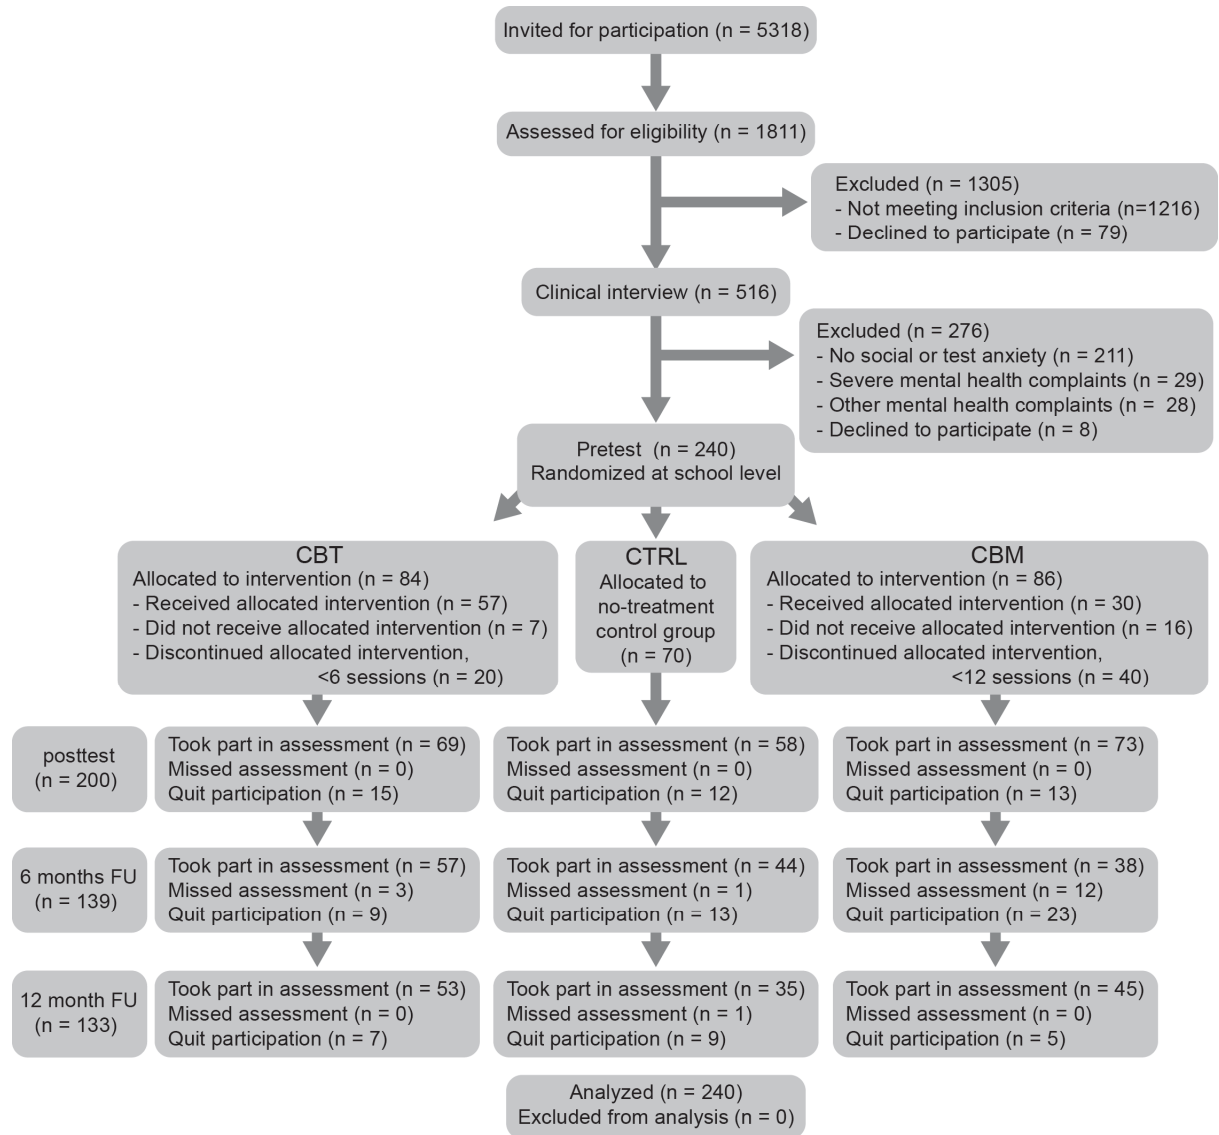 Invited for participation (n = 5318)
Assessed for eligibility (n = 1811)
Excluded (n = 1305)
- Not meeting inclusion criteria (n=1216)
- Declined to participate (n = 79)
Clinical interview (n = 516)
Excluded (n = 276)
- No social or test anxiety (n = 211)
- Severe mental health complaints (n = 29)
- Other mental health complaints (n = 28)
- Declined to participate (n = 8)
Pretest (n = 240)
Randomized at school level
CBT
Allocated to intervention (n = 84)
- Received allocated intervention (n = 57)
- Did not receive allocated intervention (n = 7)
- Discontinued allocated intervention,
<6 sessions (n = 20)
CTRL
Allocated to
no-treatment
control group
(n = 70)
CBM
Allocated to intervention (n = 86)
- Received allocated intervention (n = 30)
- Did not receive allocated intervention (n = 16)
- Discontinued allocated intervention,
<12 sessions (n = 40)
posttest
(n = 200)
Took part in assessment (n = 69)
Missed assessment (n = 0)
Quit participation (n = 15)
Took part in assessment (n = 58)
Missed assessment (n = 0)
Quit participation (n = 12)
Took part in assessment (n = 73)
Missed assessment (n = 0)
Quit participation (n = 13)
6 months FU
(n = 139)
Took part in assessment (n = 57)
Missed assessment (n = 3)
Quit participation (n = 9)
Took part in assessment (n = 44)
Missed assessment (n = 1)
Quit participation (n = 13)
Took part in assessment (n = 38)
Missed assessment (n = 12)
Quit participation (n = 23)
12 month FU
(n = 133)
Took part in assessment (n = 53)
Missed assessment (n = 0)
Quit participation (n = 7)
Took part in assessment (n = 35)
Missed assessment (n = 1)
Quit participation (n = 9)
Took part in assessment (n = 45)
Missed assessment (n = 0)
Quit participation (n = 5)
Analyzed (n = 240)
Excluded from analysis (n = 0)